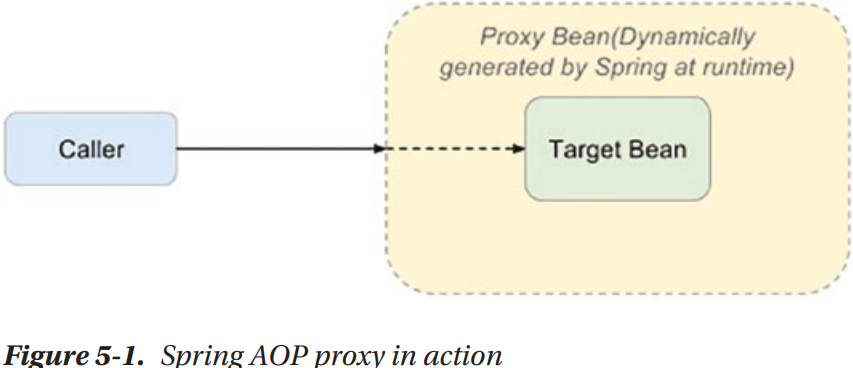 Proxy Bean(Dynamically
generated by Spring at runtime)
Caller
Target Bean
Figure 5-1. Spring AOP proxy in action